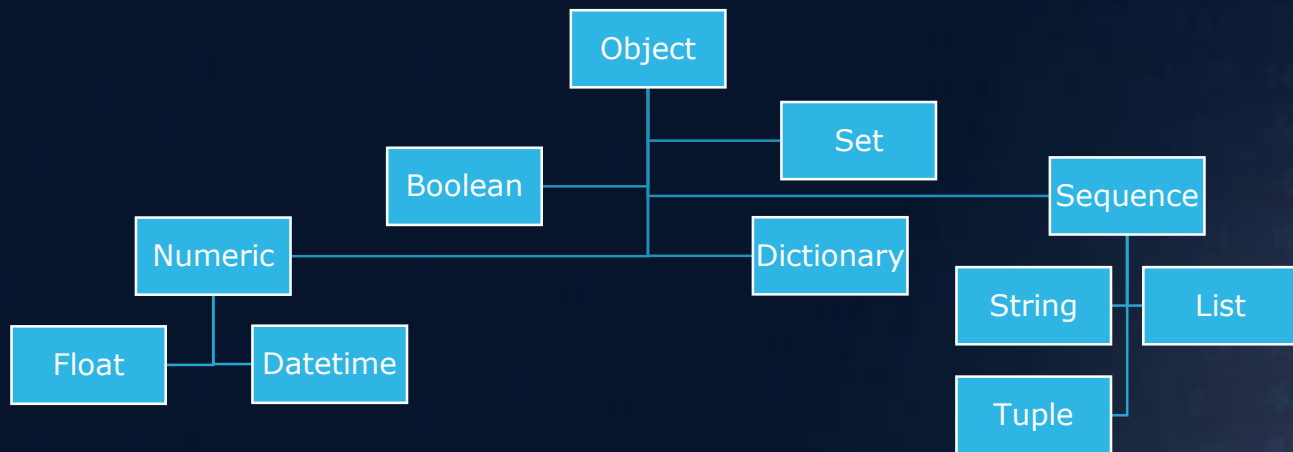 Object
Set
Boolean
Sequence
Numeric
Dictionary
String
List
Float
Datetime
Tuple